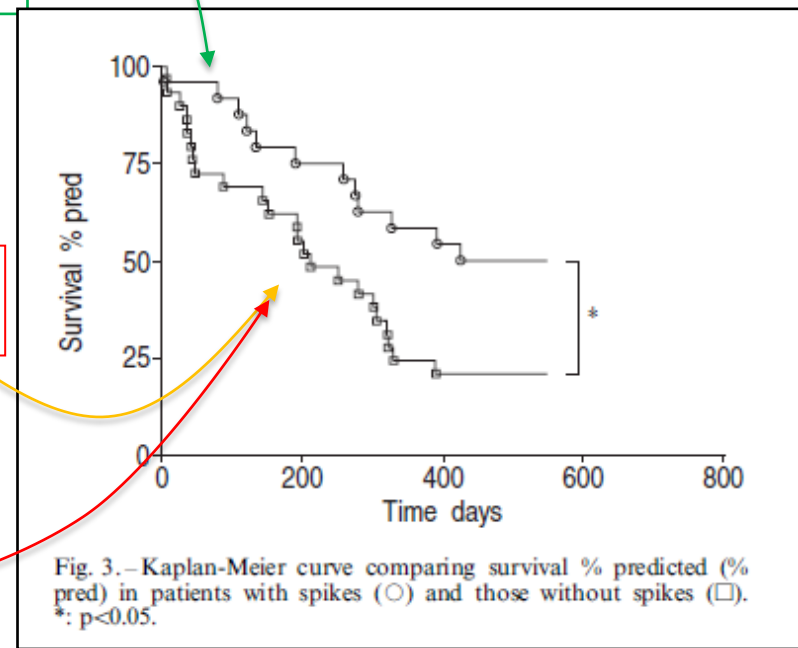 100
75
50
25
0
Survival % pred
*
0 200 400 600 800
Time days
Fig. 3. – Kaplan-Meier curve comparing survival % predicted (%
pred) in patients with spikes (○) and those without spikes (□).
*: p<0.05.